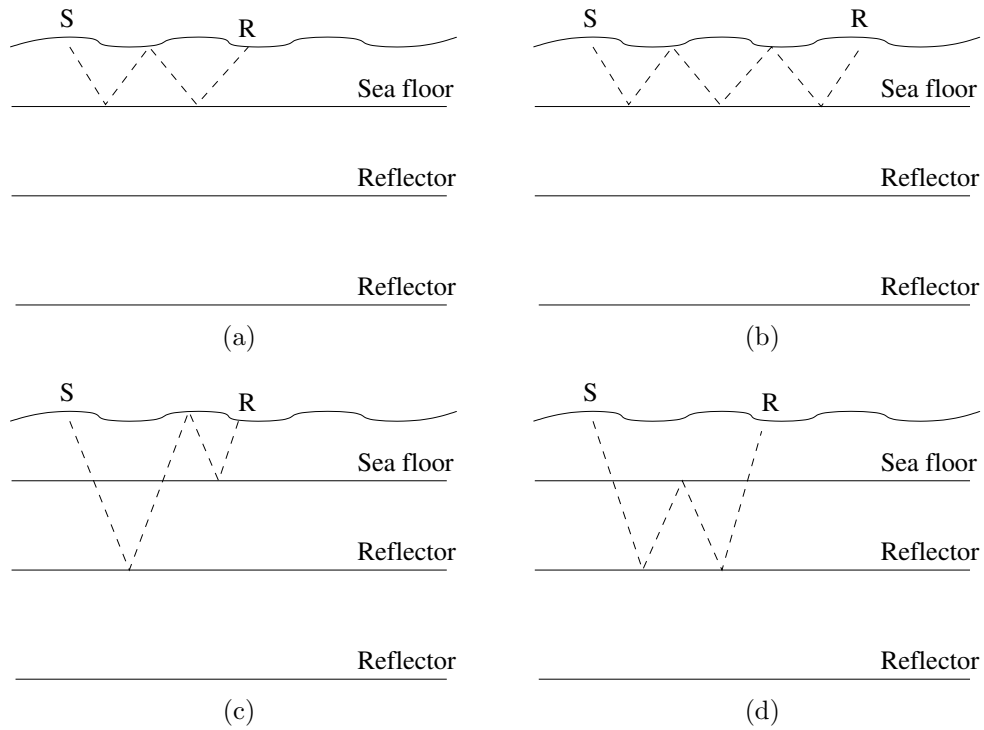 S R
Sea floor
Reflector
Reflector
(a)
S R
Sea floor
Reflector
Reflector
(b)
S R
Sea floor
Reflector
Reflector
(c)
S R
Sea floor
Reflector
Reflector
(d)